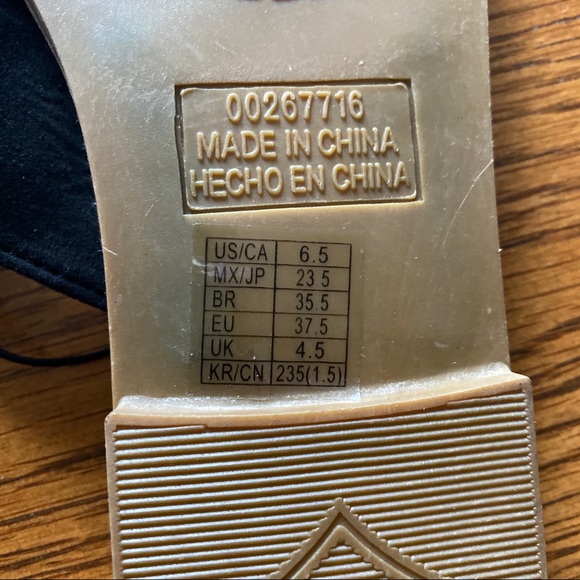 00267716
MADE IN CHINA
HECHO EN CHINA
US/CA 6.5
MX/JP 23 5
BR 35.5
EU 37.5
UK 4.5
KR/CN 235(1.5)